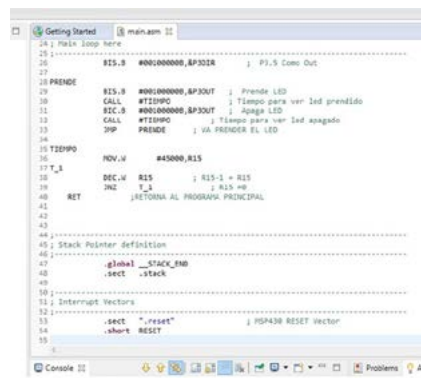 Getting Started
main.asm
24 ; Main loop here
25 ;-------------------------------------------------------------------------------
26 BIS.B #00100000B,&P3DIR ; P3.5 Como Out
27
28 PRENDE
29 BIS.B #00100000B,&P3OUT ; Prende LED
30 CALL #TIEMPO ; Tiempo para ver led prendido
31 BIC.B #00100000B,&P3OUT ; Apaga LED
32 CALL #TIEMPO ; Tiempo para ver led apagado
33 JMP PRENDE ; VA PRENDER EL LED
34
35 TIEMPO
36 MOV.W #45000,R15
37 T_1
38 DEC.W R15 ; R15-1 = R15
39 JNZ T_1 ; R15 =0
40 RET ;RETORNA AL PROGRAMA PRINCIPAL
41
42
43
44 ;-------------------------------------------------------------------------------
45 ; Stack Pointer definition
46 ;-------------------------------------------------------------------------------
47 .global __STACK_END
48 .sect .stack
49
50 ;-------------------------------------------------------------------------------
51 ; Interrupt Vectors
52 ;-------------------------------------------------------------------------------
53 .sect ".reset" ; MSP430 RESET Vector
54 .short RESET
55
Console
Problems